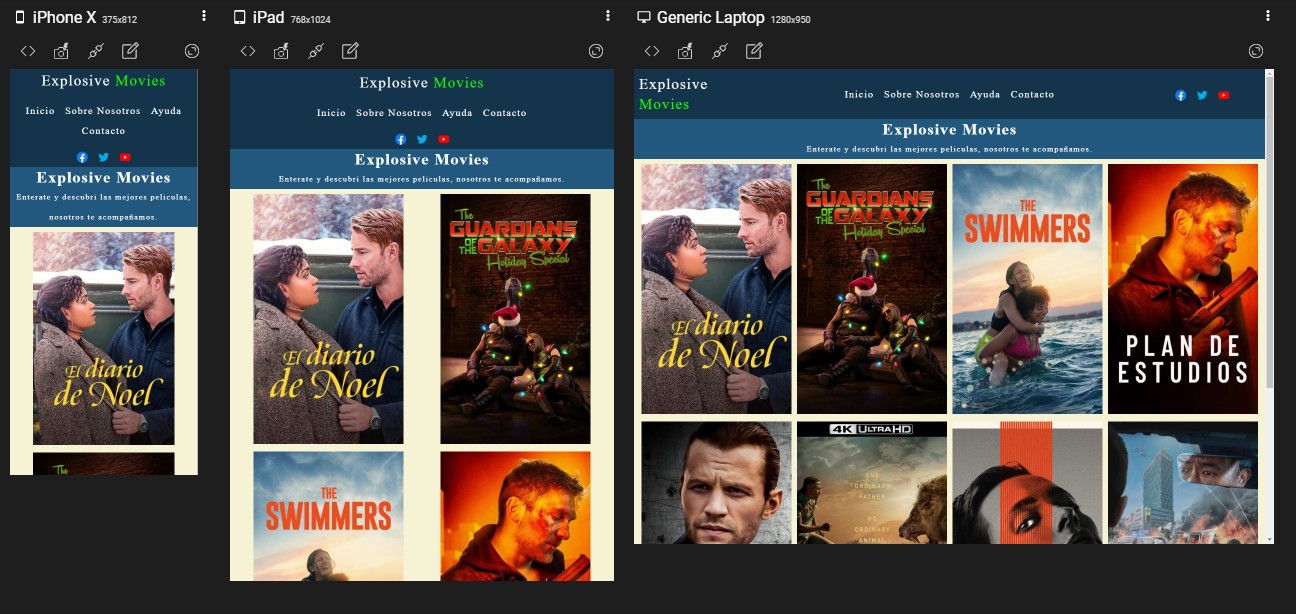 iPhone X 375x812
Explosive Movies
Inicio Sobre Nosotros Ayuda
Contacto
Explosive Movies
Enterate y descubri las mejores peliculas,
nosotros te acompañamos.
El diario
de Noel
The
iPad 768x1024
Explosive Movies
Inicio Sobre Nosotros Ayuda Contacto
Explosive Movies
Enterate y descubri las mejores peliculas, nosotros te acompañamos.
El diario
de Noel
The
GUARDIANS
OF THE GALAXY
Holiday Special
THE
SWIMMERS
Generic Laptop 1280x950
Explosive
Movies
Inicio Sobre Nosotros Ayuda Contacto
Explosive Movies
Enterate y descubri las mejores peliculas, nosotros te acompañamos.
El diario
de Noel
The
GUARDIANS
OF THE GALAXY
Holiday Special
THE
SWIMMERS
PLAN DE
ESTUDIOS
4K ULTRAHD
ONE
ORDINARY
FATHER
NO
ORDINARY
ANIMAL